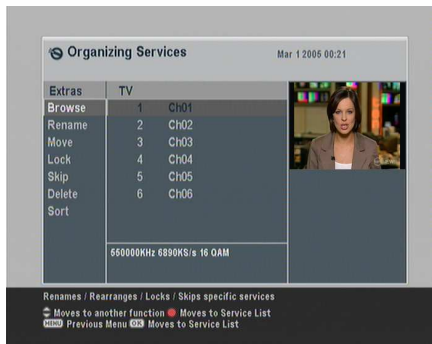 Organizing Services
Mar 1 2005 00:21
Extras TV
Browse 1 Ch01
Rename 2 Ch02
Move 3 Ch03
Lock 4 Ch04
Skip 5 Ch05
Delete 6 Ch06
Sort
550000KHz 6890KS/s 16 QAM
Renames / Rearranges / Locks / Skips specific services
Moves to another function Moves to Service List
MENU Previous Menu OK Moves to Service List